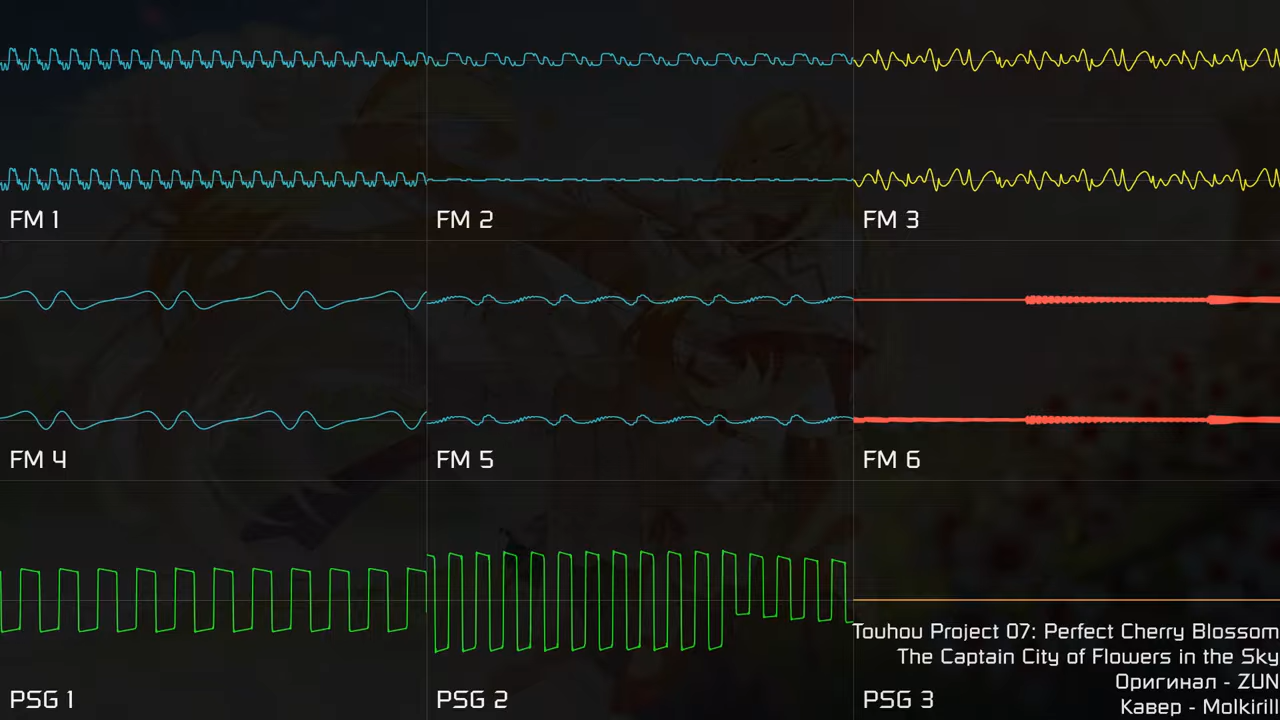 FM 1
FM 2
FM 3
FM 4
FM 5
FM 6
PSG 1
PSG 2
PSG 3
Touhou Project 07: Perfect Cherry Blossom
The Captain City of Flowers in the Sky
Оригинал - ZUN
Кавер - Molkirill